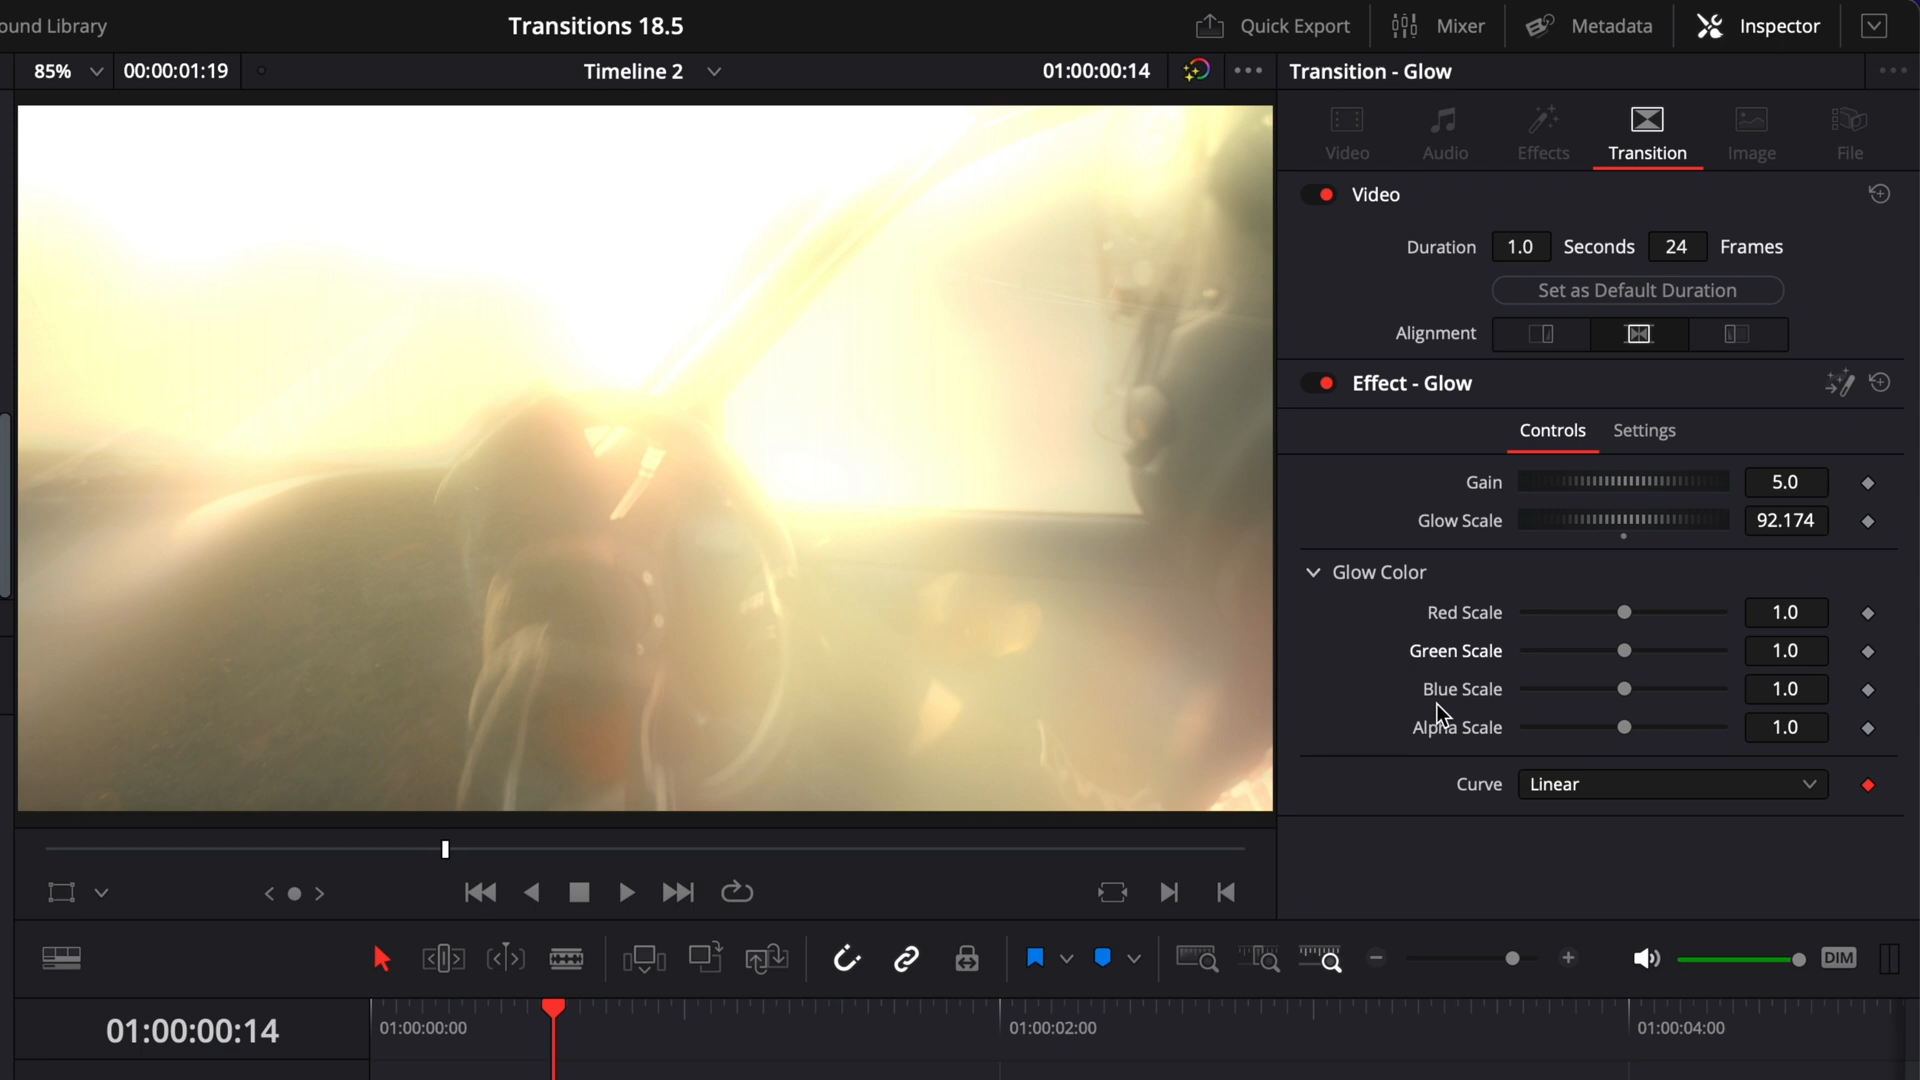 ound Library
Transitions 18.5
Quick Export
Mixer
Metadata
Inspector
85%
00:00:01:19
Timeline 2
01:00:00:14
Transition - Glow
Video
Audio
Effects
Transition
Image
File
Video
Duration 1.0 Seconds 24 Frames
Set as Default Duration
Alignment
Effect - Glow
Controls
Settings
Gain 5.0
Glow Scale 92.174
Glow Color
Red Scale 1.0
Green Scale 1.0
Blue Scale 1.0
Alpha Scale 1.0
Curve Linear
DIM
01:00:00:14
01:00:00:00
01:00:02:00
01:00:04:00